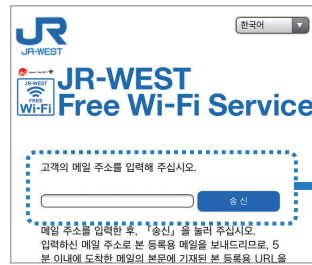 JR
JR-WEST
한국어
Japan. Free Wi-Fi
JR-WEST
FREE
Wi-Fi
JR-WEST
Free Wi-Fi Service
고객의 메일 주소를 입력해 주십시오.
송신
메일 주소를 입력한 후, 「송신」을 눌러 주십시오.
입력하신 메일 주소로 본 등록용 메일을 보내드리므로, 5
분 이내에 도착한 메일의 본문에 기재된 본 등록용 URL을